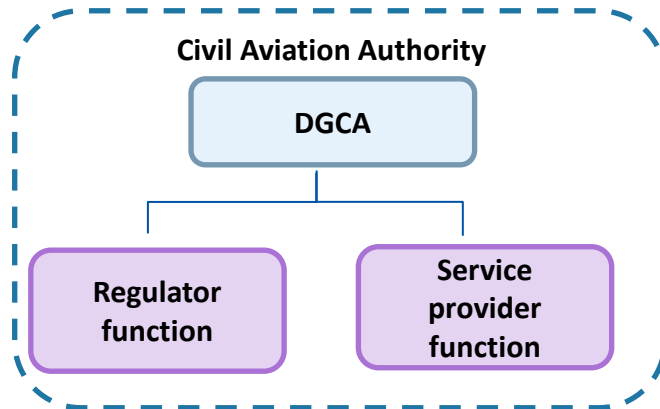 Civil Aviation Authority
DGCA
Regulator
function
Service
provider
function